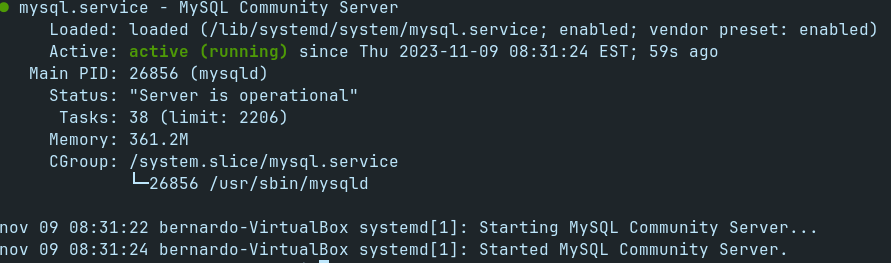 ● mysql.service - MySQL Community Server
Loaded: loaded (/lib/systemd/system/mysql.service; enabled; vendor preset: enabled)
Active: active (running) since Thu 2023-11-09 08:31:24 EST; 59s ago
Main PID: 26856 (mysqld)
Status: "Server is operational"
Tasks: 38 (limit: 2206)
Memory: 361.2M
CGroup: /system.slice/mysql.service
└─26856 /usr/sbin/mysqld
nov 09 08:31:22 bernardo-VirtualBox systemd[1]: Starting MySQL Community Server...
nov 09 08:31:24 bernardo-VirtualBox systemd[1]: Started MySQL Community Server.